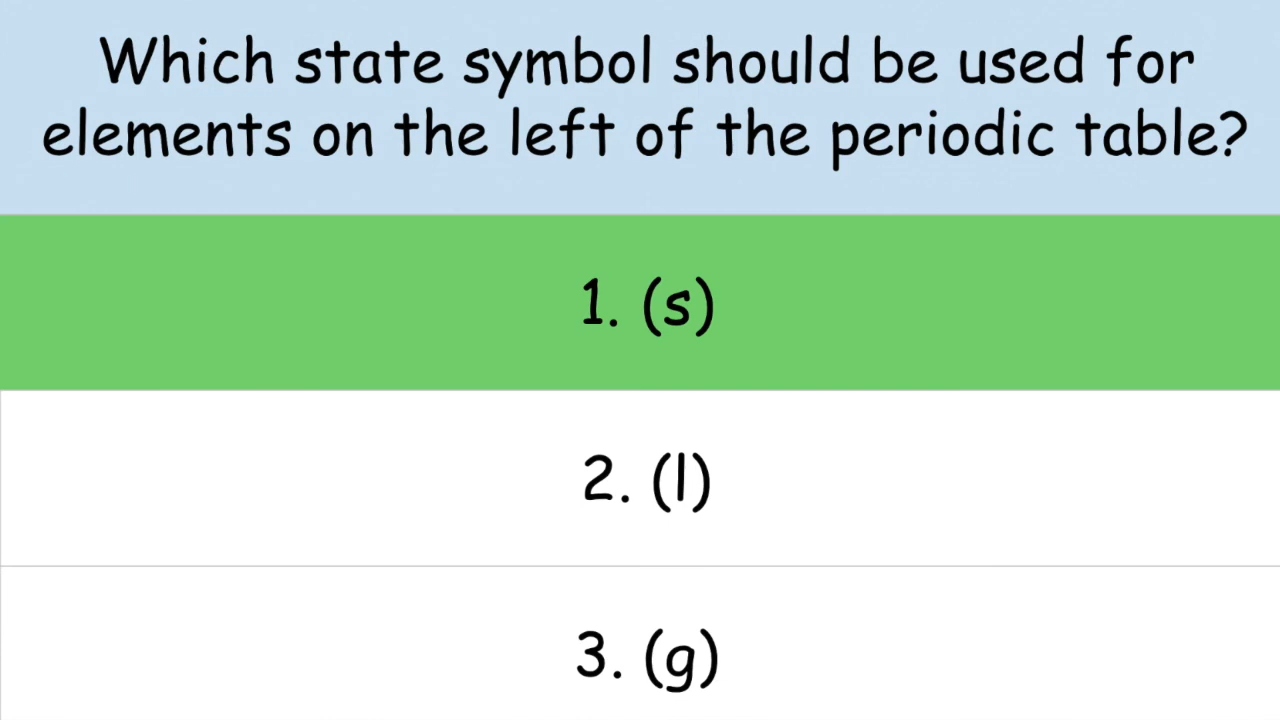 Which state symbol should be used for
elements on the left of the periodic table?
1. (s)
2. (l)
3. (g)